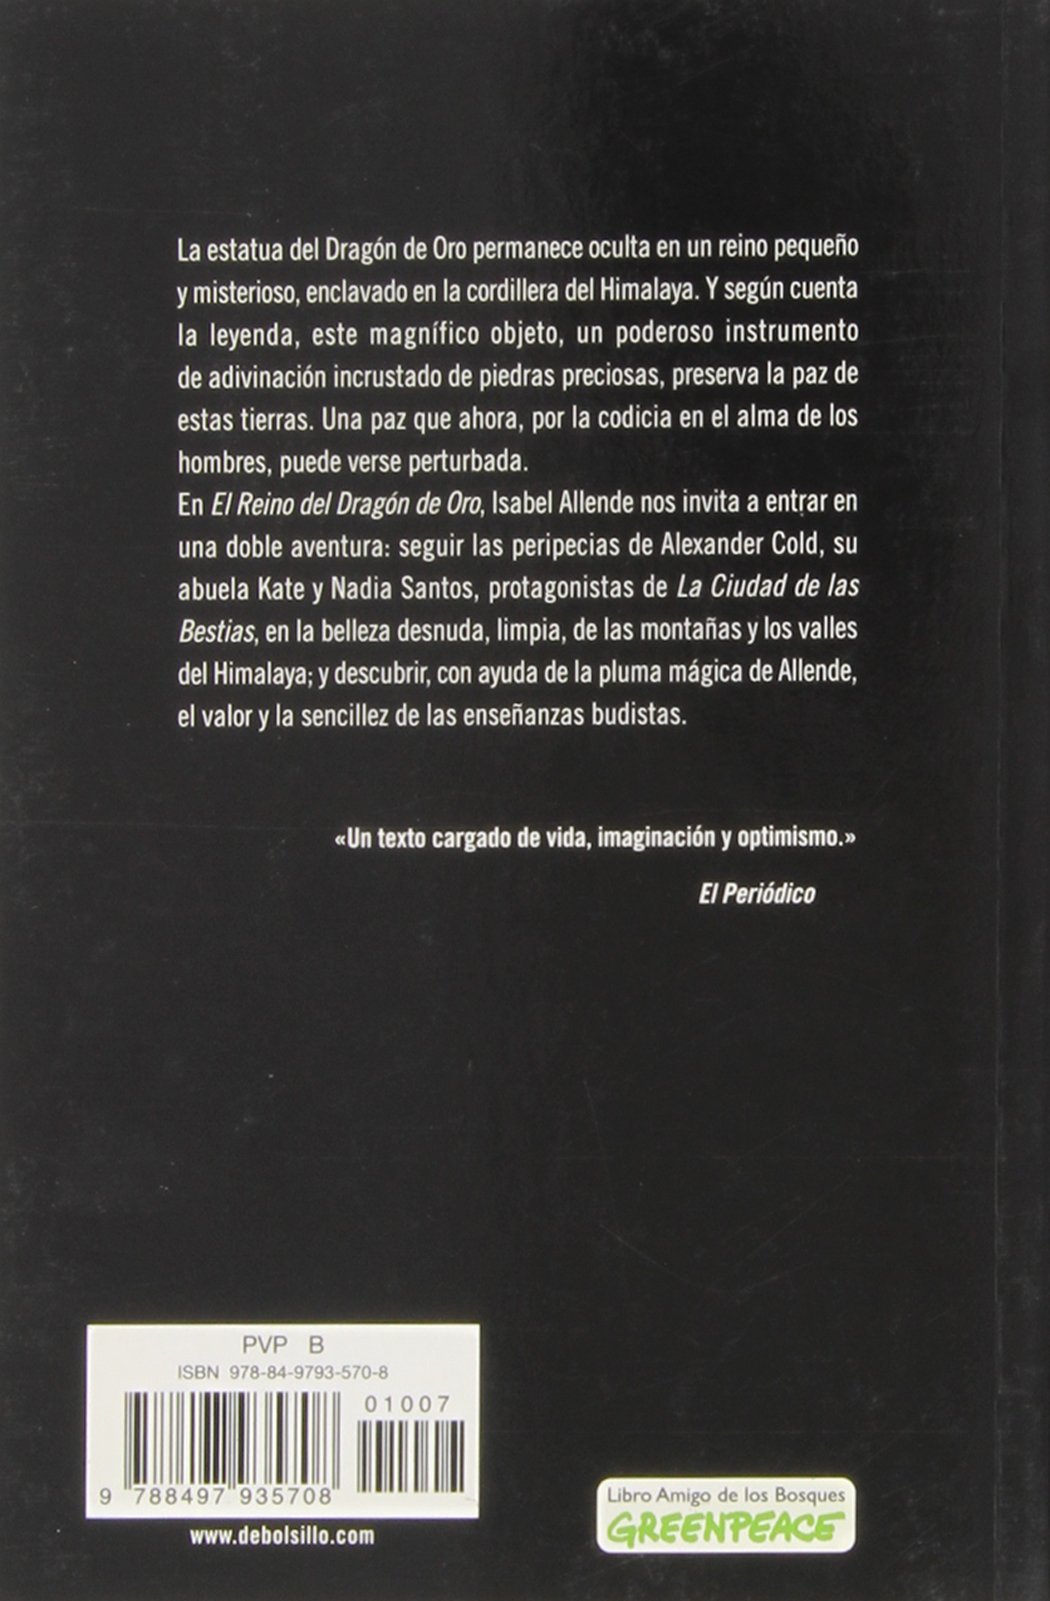 La estatua del Dragón de Oro permanece oculta en un reino pequeño
y misterioso, enclavado en la cordillera del Himalaya. Y según cuenta
la leyenda, este magnífico objeto, un poderoso instrumento
de adivinación incrustado de piedras preciosas, preserva la paz de
estas tierras. Una paz que ahora, por la codicia en el alma de los
hombres, puede verse perturbada.
En El Reino del Dragón de Oro, Isabel Allende nos invita a entrar en
una doble aventura: seguir las peripecias de Alexander Cold, su
abuela Kate y Nadia Santos, protagonistas de La Ciudad de las
Bestias, en la belleza desnuda, limpia, de las montañas y los valles
del Himalaya; y descubrir, con ayuda de la pluma mágica de Allende,
el valor y la sencillez de las enseñanzas budistas.
«Un texto cargado de vida, imaginación y optimismo.»
El Periódico
PVP B
ISBN 978-84-9793-570-8
01007
9 788497 935708
www.debolsillo.com
Libro Amigo de los Bosques
GREENPEACE